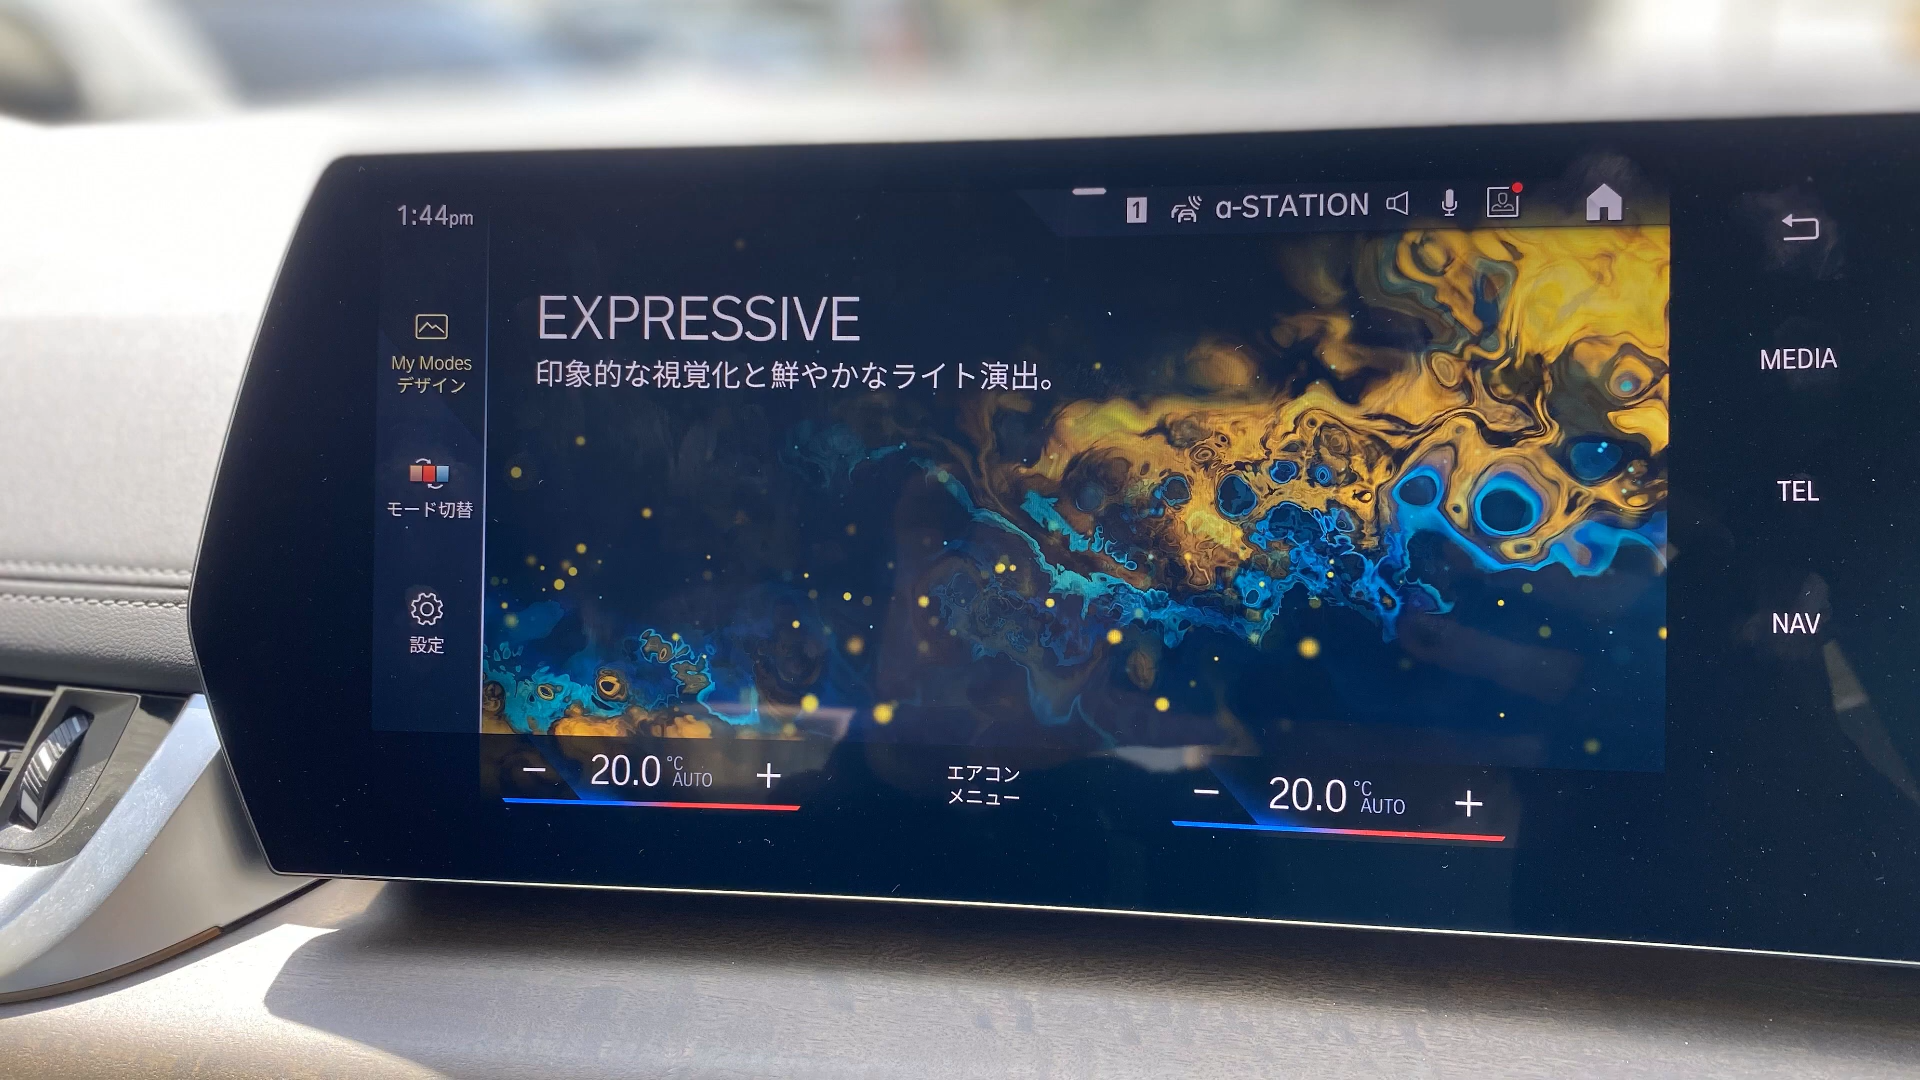 1:44pm
1
α-STATION
EXPRESSIVE
印象的な視覚化と鮮やかなライト演出。
My Modes
デザイン
モード切替
設定
MEDIA
TEL
NAV
− 20.0 °C AUTO +
エアコン
メニュー
− 20.0 °C AUTO +